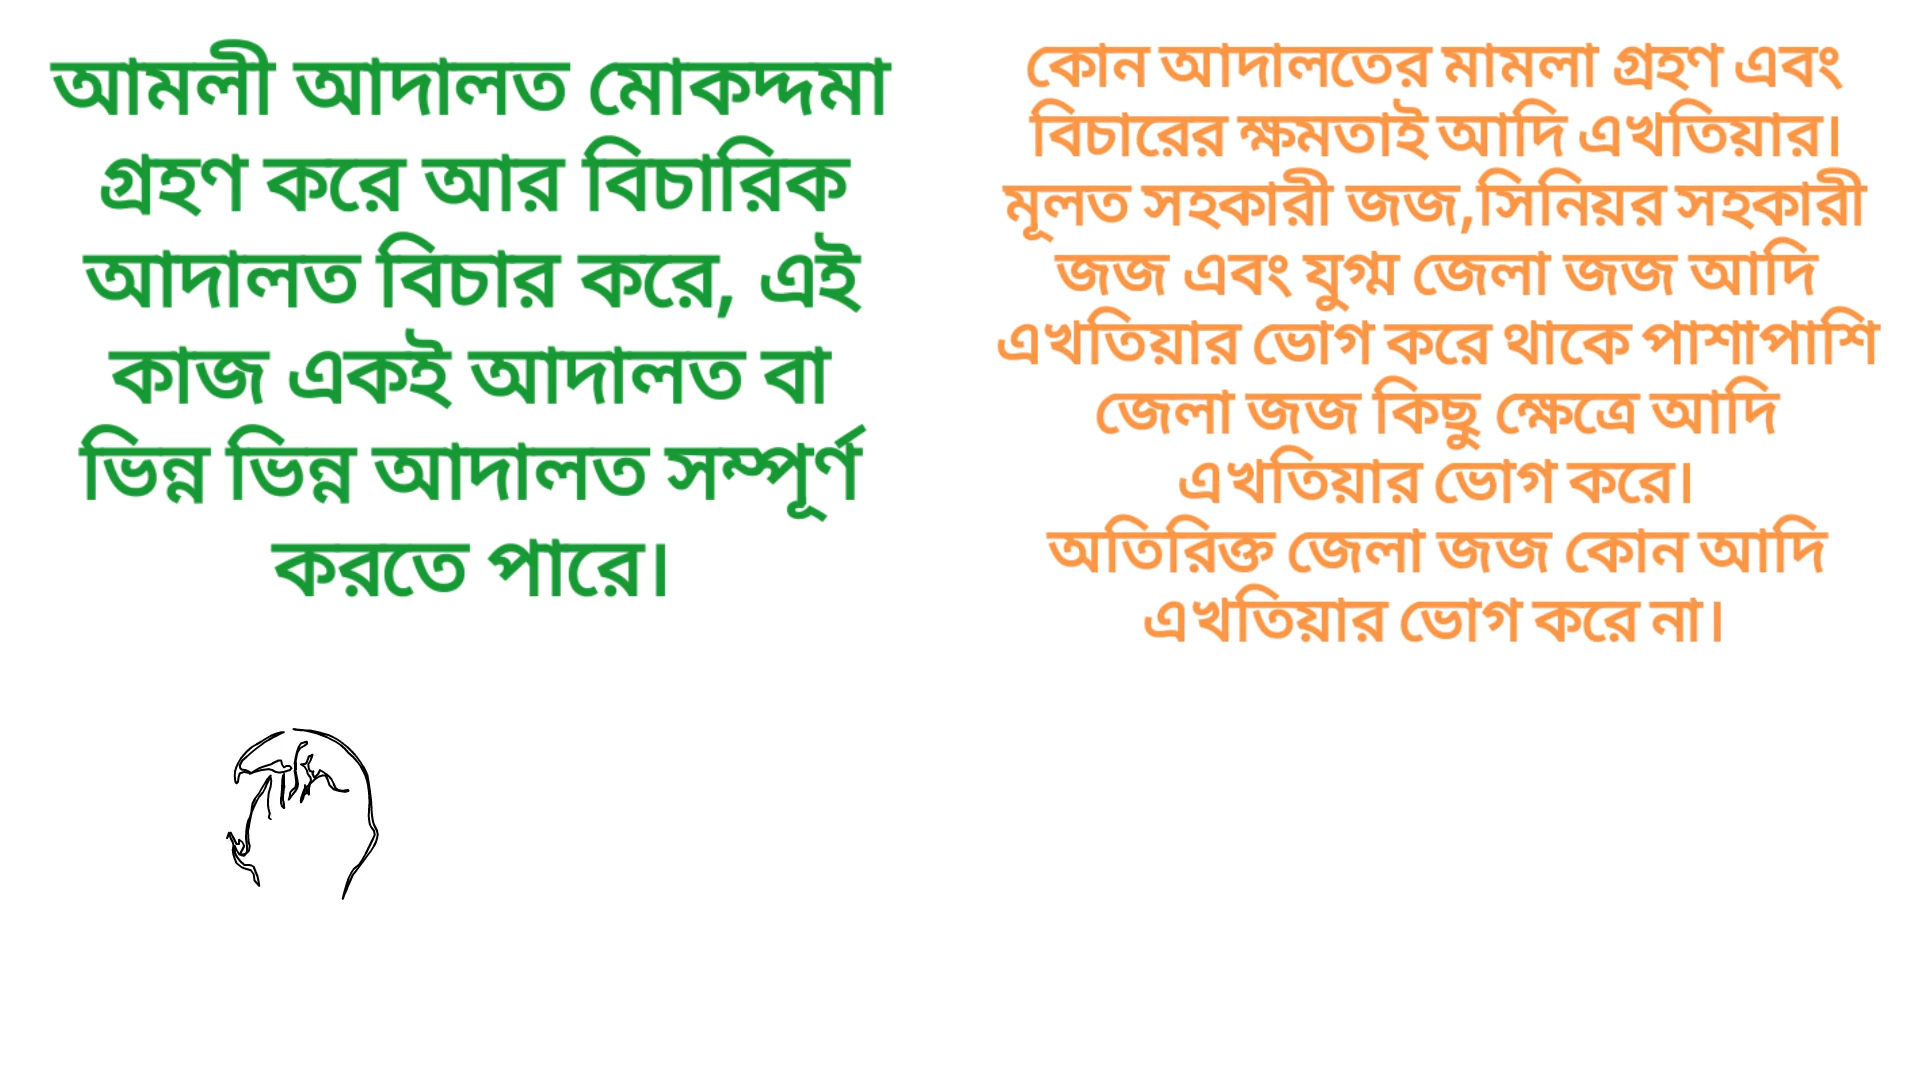 আমলী আদালত মোকদ্দমা
গ্রহণ করে আর বিচারিক
আদালত বিচার করে, এই
কাজ একই আদালত বা
ভিন্ন ভিন্ন আদালত সম্পূর্ণ
করতে পারে।
কোন আদালতের মামলা গ্রহণ এবং
বিচারের ক্ষমতাই আদি এখতিয়ার।
মূলত সহকারী জজ,সিনিয়র সহকারী
জজ এবং যুগ্ম জেলা জজ আদি
এখতিয়ার ভোগ করে থাকে পাশাপাশি
জেলা জজ কিছু ক্ষেত্রে আদি
এখতিয়ার ভোগ করে।
অতিরিক্ত জেলা জজ কোন আদি
এখতিয়ার ভোগ করে না।